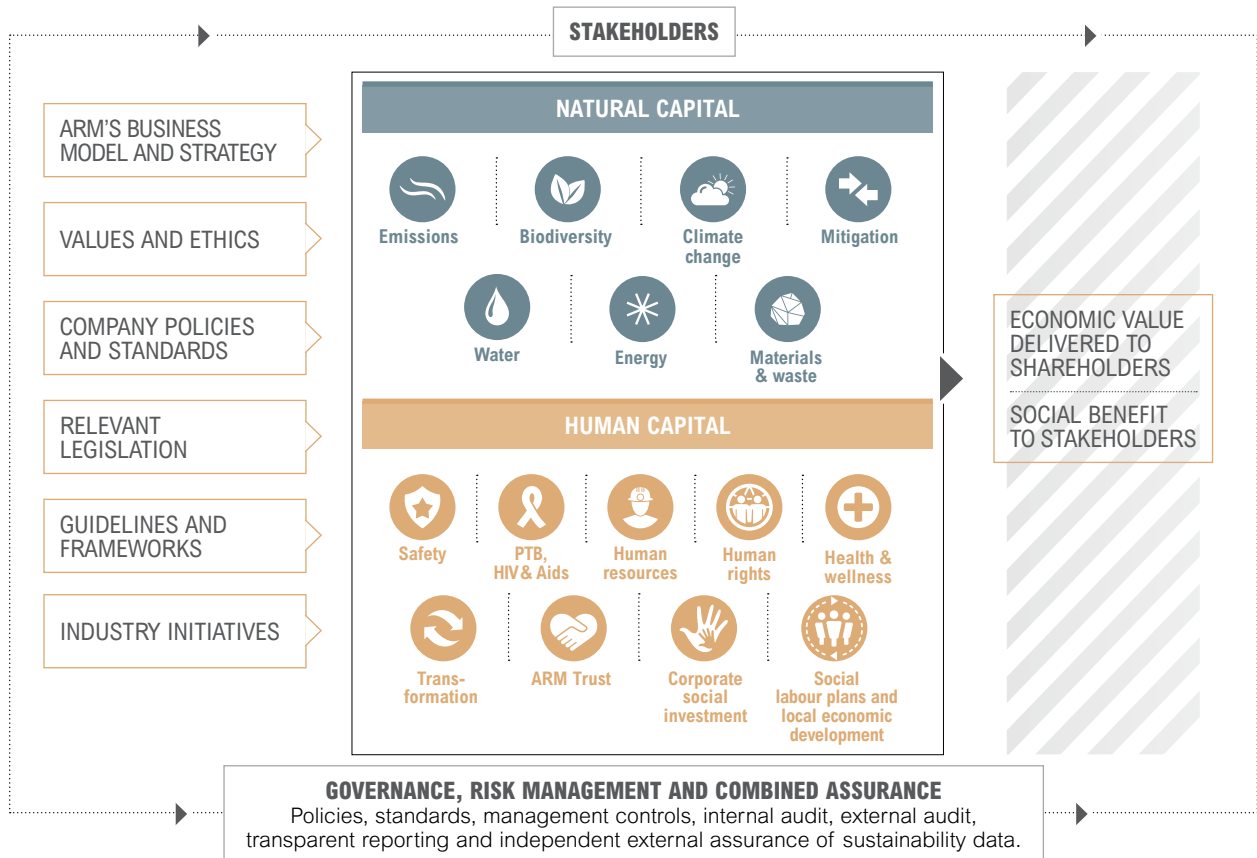 STAKEHOLDERS
ARM'S BUSINESS
MODEL AND STRATEGY
VALUES AND ETHICS
COMPANY POLICIES
AND STANDARDS
RELEVANT
LEGISLATION
GUIDELINES AND
FRAMEWORKS
INDUSTRY INITIATIVES
NATURAL CAPITAL
Emissions
Biodiversity
Climate
change
Mitigation
Water
Energy
Materials
& waste
HUMAN CAPITAL
Safety
PTB,
HIV & Aids
Human
resources
Human
rights
Health &
wellness
Trans-
formation
ARM Trust
Corporate
social
investment
Social
labour plans and
local economic
development
ECONOMIC VALUE
DELIVERED TO
SHAREHOLDERS
SOCIAL BENEFIT
TO STAKEHOLDERS
GOVERNANCE, RISK MANAGEMENT AND COMBINED ASSURANCE
Policies, standards, management controls, internal audit, external audit,
transparent reporting and independent external assurance of sustainability data.